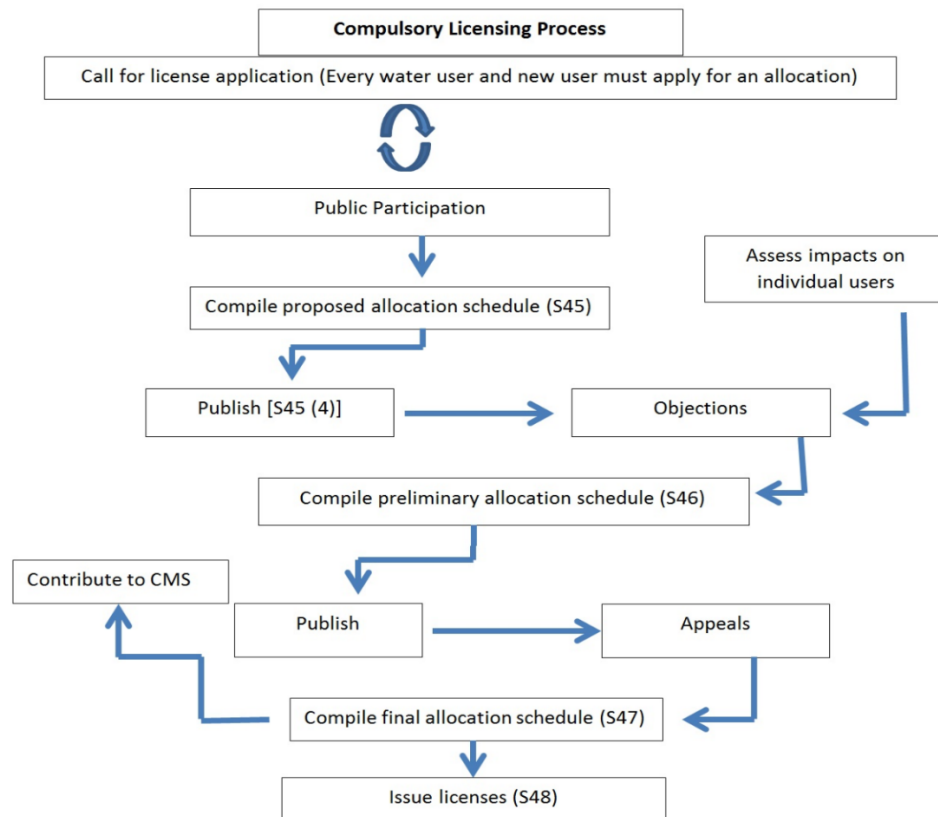 Compulsory Licensing Process
Call for license application (Every water user and new user must apply for an allocation)
Public Participation
Assess impacts on
individual users
Compile proposed allocation schedule (S45)
Publish [S45 (4)]
Objections
Compile preliminary allocation schedule (S46)
Contribute to CMS
Publish
Appeals
Compile final allocation schedule (S47)
Issue licenses (S48)